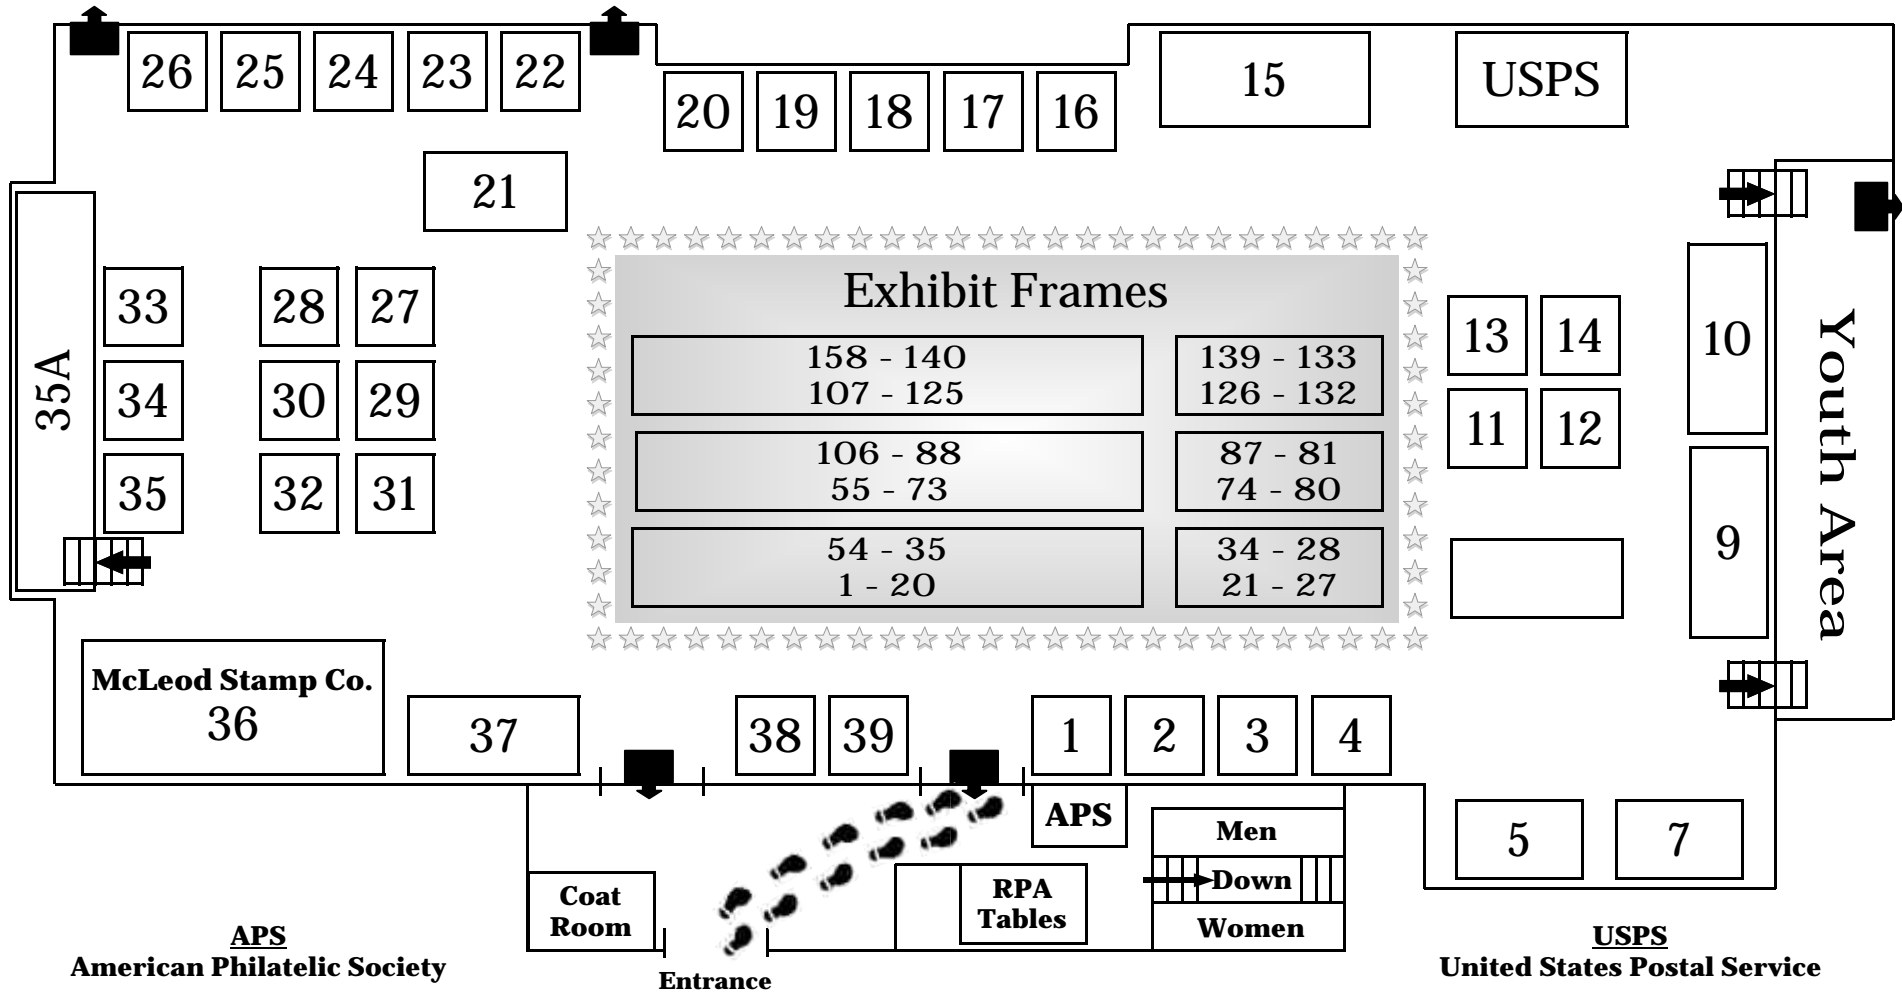 26 25 24 23 22
20 19 18 17 16
15
USPS
21
33 28 27
34 30 29
35 32 31
35A
Exhibit Frames
158 - 140
107 - 125
139 - 133
126 - 132
106 - 88
55 - 73
87 - 81
74 - 80
54 - 35
1 - 20
34 - 28
21 - 27
13 14
11 12
10
9
Youth Area
McLeod Stamp Co.
36
37
38 39
1 2 3 4
5 7
APS
Men
Down
Women
RPA
Tables
Coat
Room
Entrance
APS
American Philatelic Society
USPS
United States Postal Service